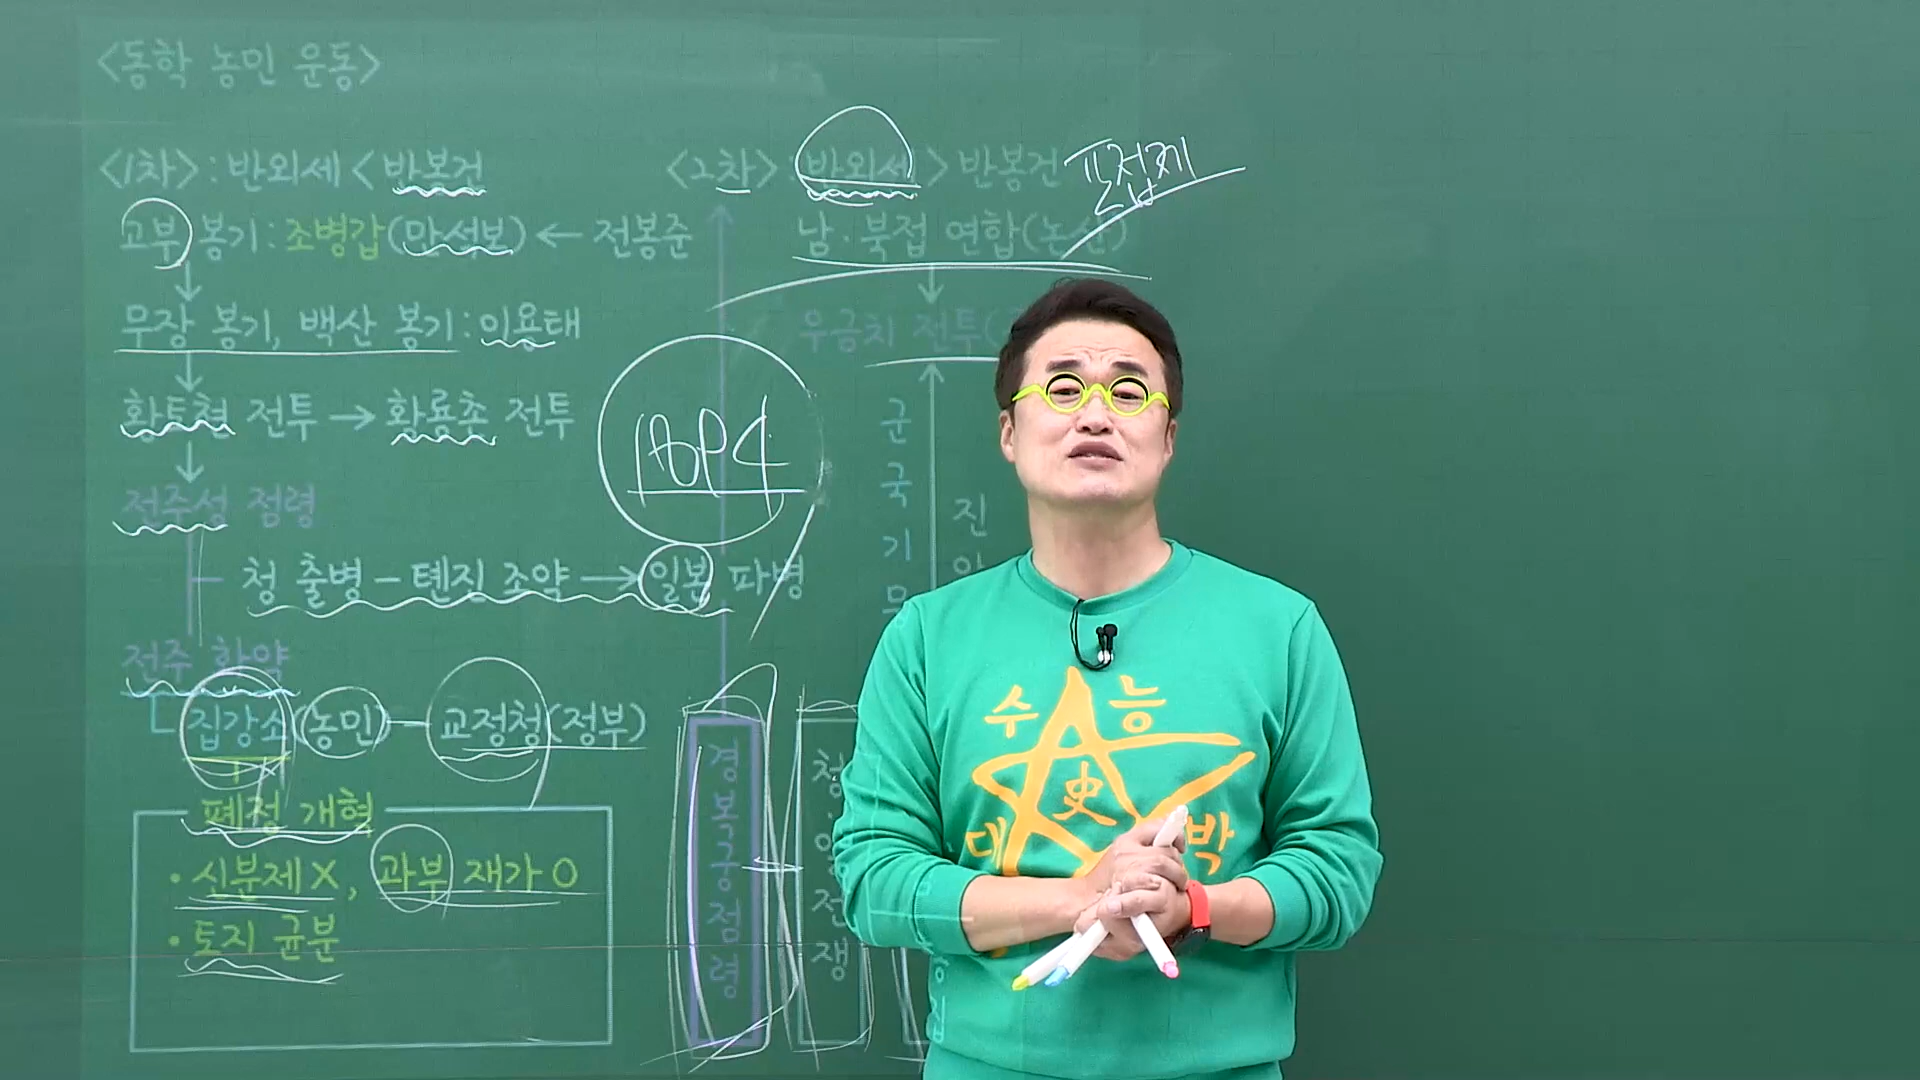 <동학 농민 운동>
<1차> : 반외세 < 반봉건
고부 봉기 : 조병갑(만석보) ← 전봉준
무장 봉기, 백산 봉기 : 이용태
황토현 전투 → 황룡촌 전투
전주성 점령
청 출병 – 톈진 조약 → 일본 파병
전주 화약
집강소(농민) – 교정청(정부)
폐정 개혁
· 신분제 X, 과부 재가 O
· 토지 균분
1894
<2차> 반외세 > 반봉건
포접제
남·북접 연합(논산)
우금치 전투(
군국기무
진압
경복궁 점령
청·일 전쟁
수능
史
대박